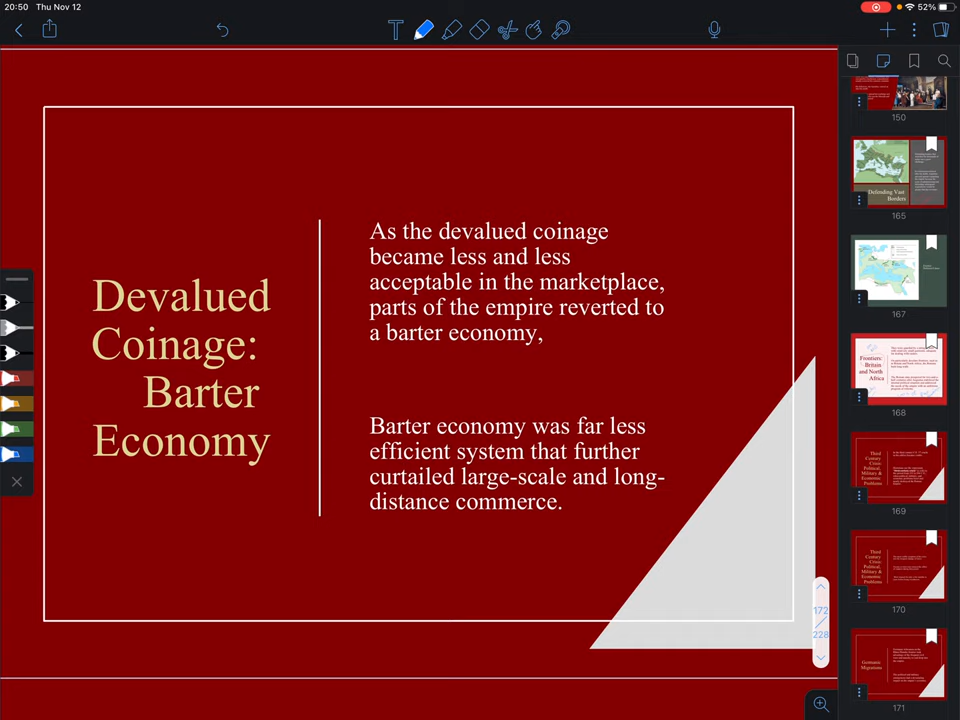 20:50 Thu Nov 12
52%
Devalued
Coinage:
Barter
Economy
As the devalued coinage
became less and less
acceptable in the marketplace,
parts of the empire reverted to
a barter economy,
Barter economy was far less
efficient system that further
curtailed large-scale and long-
distance commerce.
172
228
150
Defending Vast
Borders
165
167
Frontiers:
Britain
and North
Africa
168
Third
Century
Crisis:
Political,
Military &
Economic
Problems
169
Third
Century
Crisis:
Political,
Military &
Economic
Problems
170
Germanic
Migrations
171